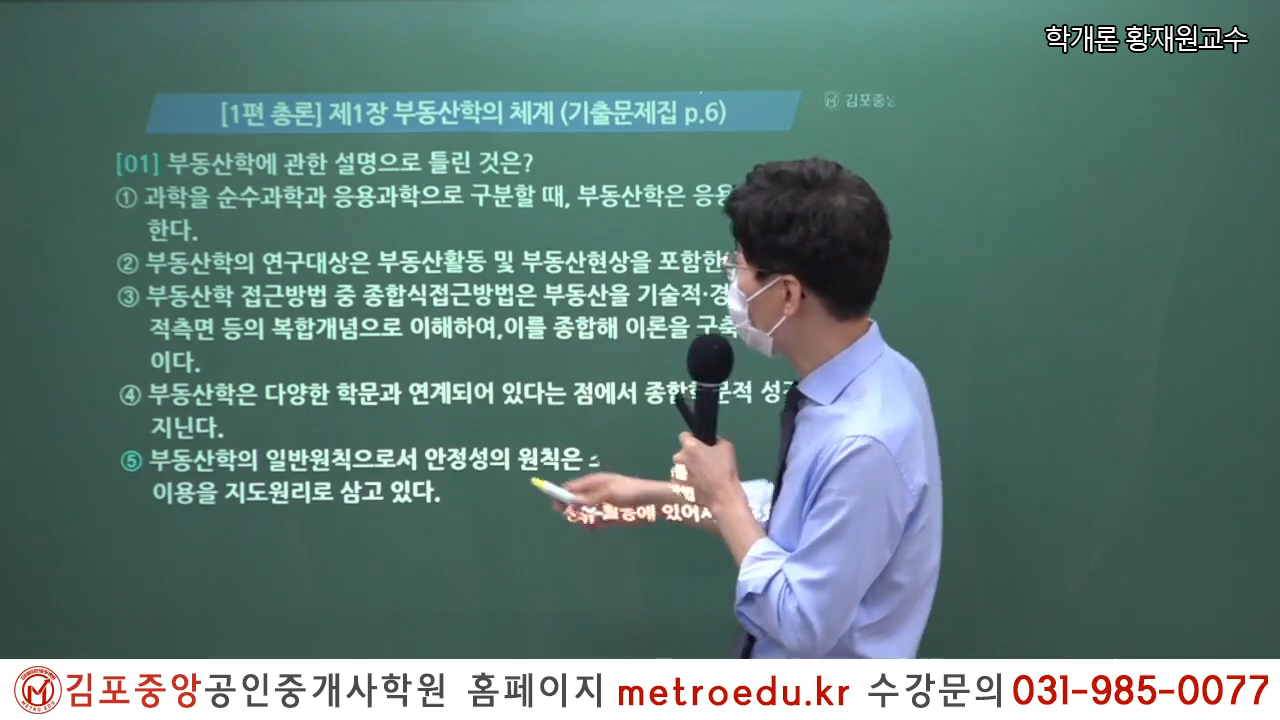 학개론 황재원교수
[1편 총론] 제1장 부동산학의 체계 (기출문제집 p.6)
김포중앙
[01] 부동산학에 관한 설명으로 틀린 것은?
① 과학을 순수과학과 응용과학으로 구분할 때, 부동산학은 응용
한다.
② 부동산학의 연구대상은 부동산활동 및 부동산현상을 포함한
③ 부동산학 접근방법 중 종합식접근방법은 부동산을 기술적·경
적측면 등의 복합개념으로 이해하여,이를 종합해 이론을 구축
이다.
④ 부동산학은 다양한 학문과 연계되어 있다는 점에서 종합학문적 성격
지닌다.
⑤ 부동산학의 일반원칙으로서 안정성의 원칙은
이용을 지도원리로 삼고 있다.
있어서
김포중앙공인중개사학원 홈페이지 metroedu.kr 수강문의 031-985-0077
METRO EDU